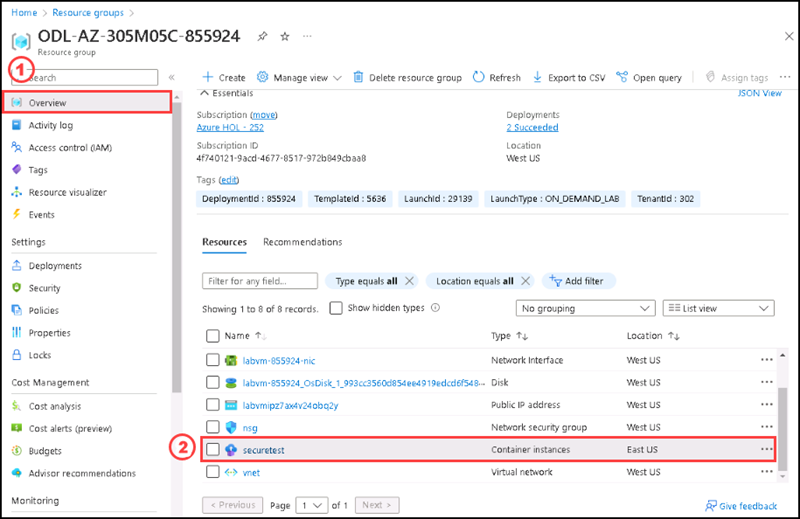 Home > Resource groups >
ODL-AZ-305M05C-855924
Resource group
1
Search
Overview
Activity log
Access control (IAM)
Tags
Resource visualizer
Events
Settings
Deployments
Security
Policies
Properties
Locks
Cost Management
Cost analysis
Cost alerts (preview)
Budgets
Advisor recommendations
Monitoring
Create Manage view Delete resource group Refresh Export to CSV Open query Assign tags
Essentials JSON View
Subscription (move) Deployments
Azure HOL - 252 2 Succeeded
Subscription ID Location
4f740121-9acd-4677-8517-972b849cbaa8 West US
Tags (edit)
DeploymentId : 855924 TemplateId : 5636 LaunchId : 29139 LaunchType : ON_DEMAND_LAB TenantId : 302
Resources Recommendations
Filter for any field... Type equals all Location equals all Add filter
Showing 1 to 8 of 8 records. Show hidden types No grouping List view
Name Type Location
labvm-855924-nic Network Interface West US
labvm-855924_OsDisk_1_993cc3560d854ee4919edcd6f548... Disk West US
labvmipz7ax4v24obq2y Public IP address West US
nsg Network security group West US
2 securetest Container instances East US
vnet Virtual network West US
< Previous Page 1 of 1 Next > Give feedback